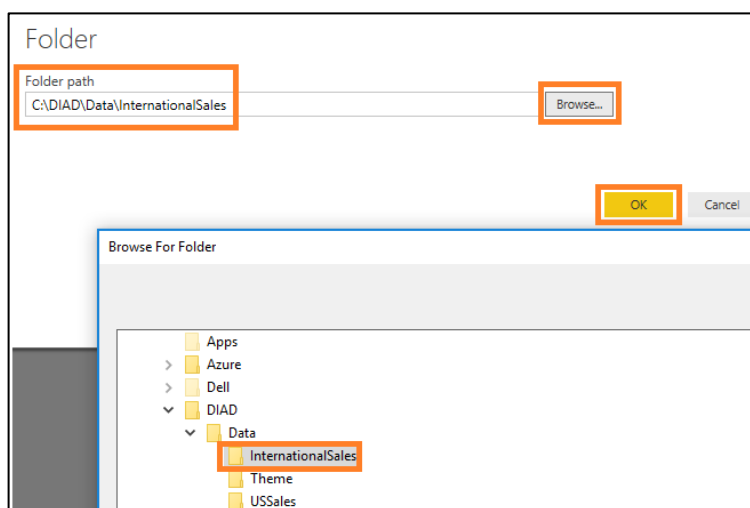 Folder
Folder path
C:\DIAD\Data\InternationalSales
Browse...
OK
Cancel
Browse For Folder
Apps
Azure
Dell
DIAD
Data
InternationalSales
Theme
USSales